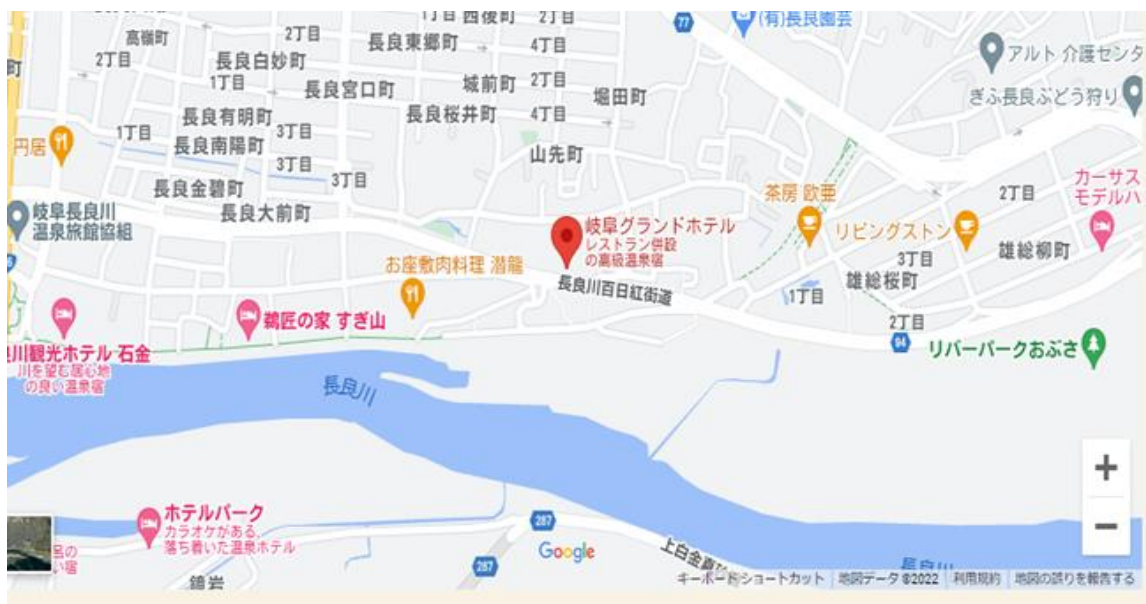 1丁目
西後町
2丁目
77
(有)長良園芸
高嶺町
2丁目
長良東郷町
4丁目
アルト 介護センタ
町
2丁目
長良白妙町
1丁目
長良宮口町
城前町
2丁目
堀田町
ぎふ長良ぶどう狩り
長良有明町
長良桜井町
4丁目
1丁目
3丁目
円居
長良南陽町
3丁目
山先町
3丁目
長良金碧町
茶房 欧亜
2丁目
カーサス
モデルハ
岐阜長良川
温泉旅館協組
長良大前町
岐阜グランドホテル
レストラン併設
の高級温泉宿
リビングストン
3丁目
雄総柳町
お座敷肉料理 潜龍
長良川百日紅街道
1丁目
雄総桜町
鵜匠の家 すぎ山
2丁目
94
リバーパークおぶさ
川観光ホテル 石金
川を望む居心地
の良い温泉宿
長良川
+
−
ホテルパーク
カラオケがある、
落ち着いた温泉ホテル
287
Google
287
呂の
い宿
鏡岩
上白金真
長良川
キーボード ショートカット
地図データ ©2022
利用規約
地図の誤りを報告する